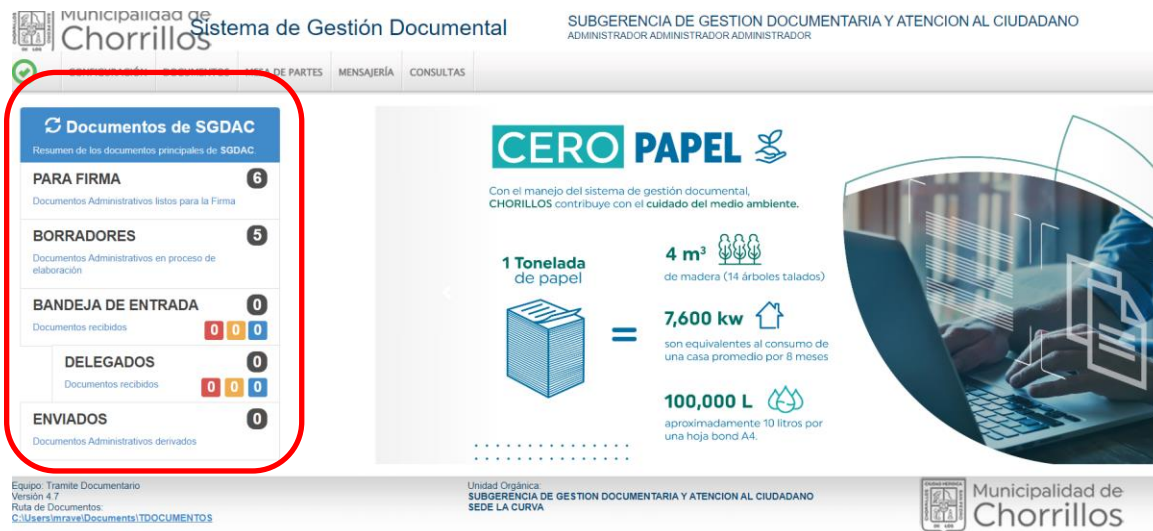 Municipalidad de
Chorrillos
Sistema de Gestión Documental
SUBGERENCIA DE GESTION DOCUMENTARIA Y ATENCION AL CIUDADANO
ADMINISTRADOR ADMINISTRADOR ADMINISTRADOR
CONFIGURACIÓN DOCUMENTOS MESA DE PARTES MENSAJERÍA CONSULTAS
Documentos de SGDAC
Resumen de los documentos principales de SGDAC.
PARA FIRMA 6
Documentos Administrativos listos para la Firma
BORRADORES 5
Documentos Administrativos en proceso de
elaboración
BANDEJA DE ENTRADA 0
Documentos recibidos 0 0 0
DELEGADOS 0
Documentos recibidos 0 0 0
ENVIADOS 0
Documentos Administrativos derivados
CERO PAPEL
Con el manejo del sistema de gestión documental,
CHORILLOS contribuye con el cuidado del medio ambiente.
1 Tonelada
de papel
=
4 m³
de madera (14 árboles talados)
7,600 kw
son equivalentes al consumo de
una casa promedio por 8 meses
100,000 L
aproximadamente 10 litros por
una hoja bond A4.
Equipo: Tramite Documentario
Versión 4.7
Ruta de Documentos:
C:\Users\mrave\Documents\TDOCUMENTOS
Unidad Orgánica:
SUBGERENCIA DE GESTION DOCUMENTARIA Y ATENCION AL CIUDADANO
SEDE LA CURVA
Municipalidad de
Chorrillos